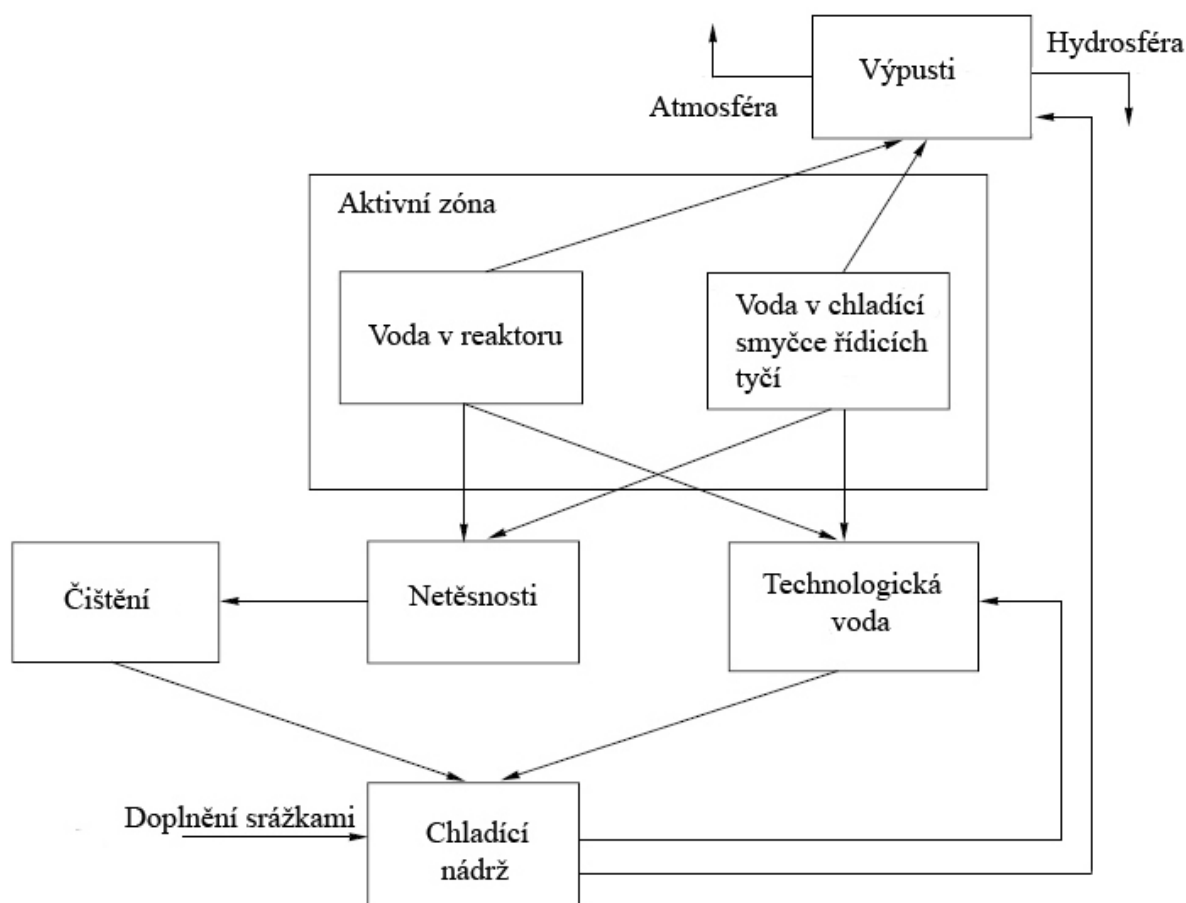 Výpusti
Hydrosféra
Atmosféra
Aktivní zóna
Voda v reaktoru
Voda v chladící
smyčce řídicích
tyčí
Čištění
Netěsnosti
Technologická
voda
Doplnění srážkami
Chladící
nádrž